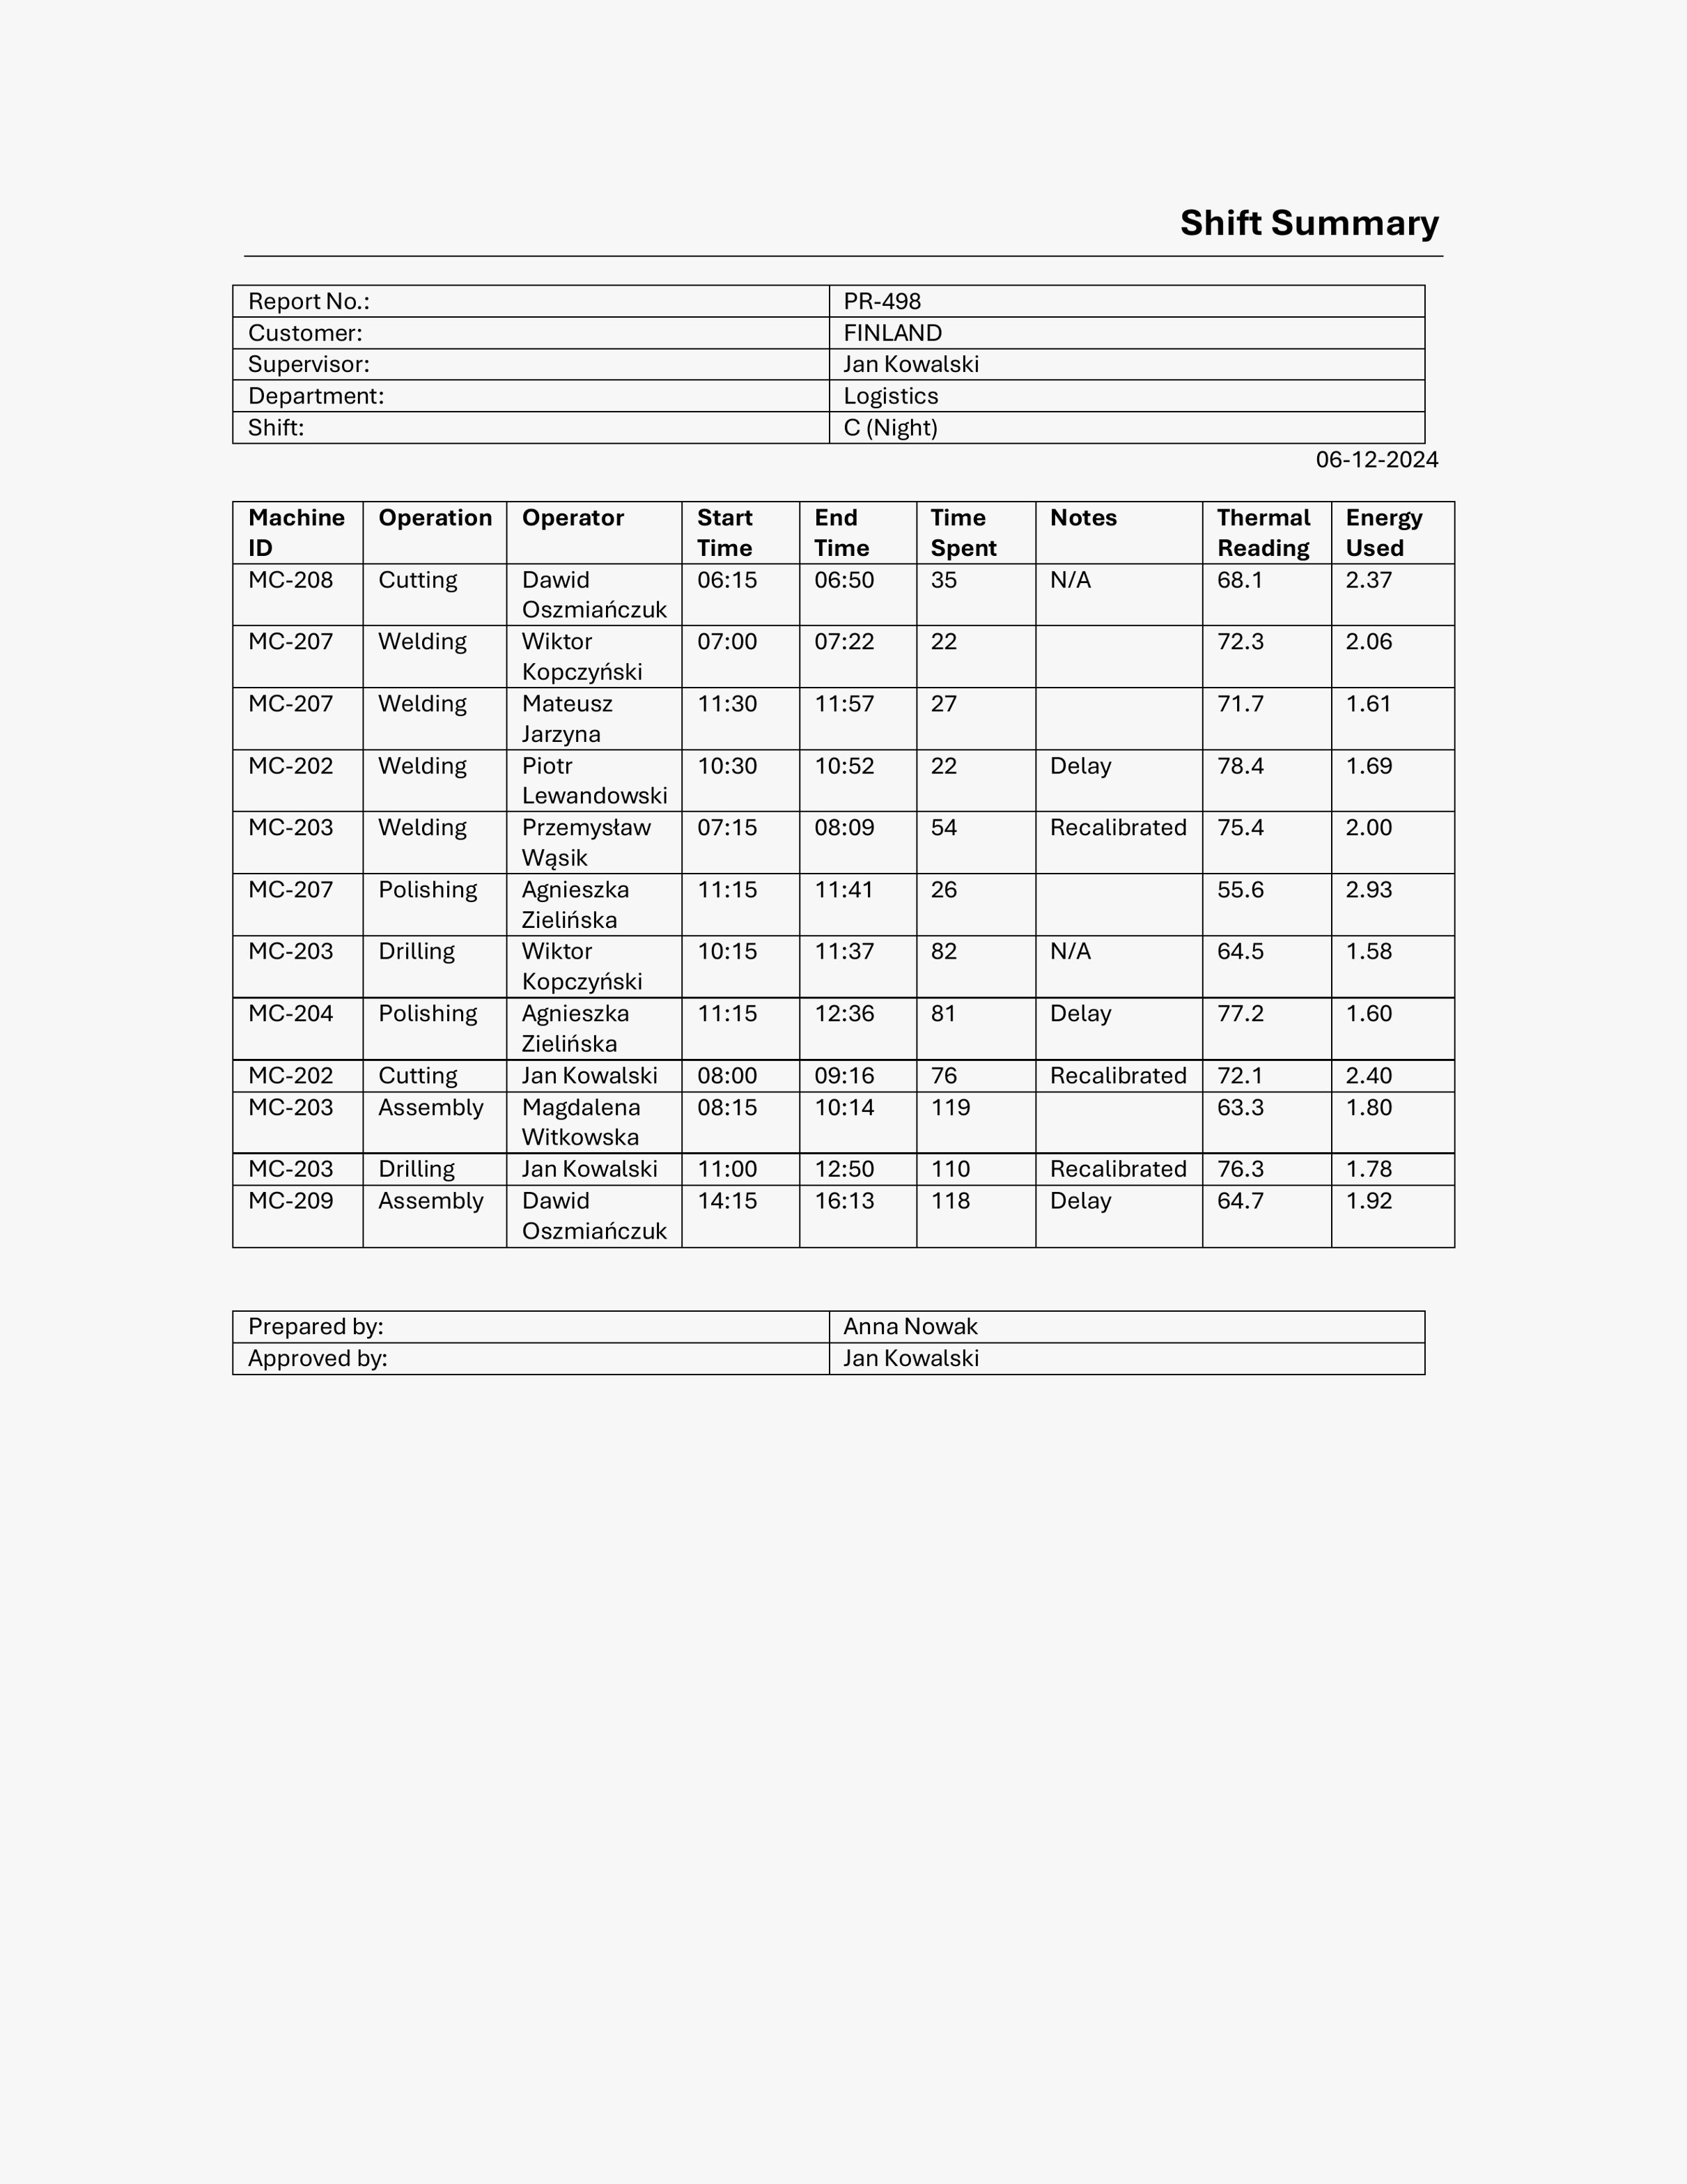 Shift Summary
Report No.: PR-498
Customer: FINLAND
Supervisor: Jan Kowalski
Department: Logistics
Shift: C (Night)
06-12-2024
Machine ID Operation Operator Start Time End Time Time Spent Notes Thermal Reading Energy Used
MC-208 Cutting Dawid Oszmiańczuk 06:15 06:50 35 N/A 68.1 2.37
MC-207 Welding Wiktor Kopczyński 07:00 07:22 22 72.3 2.06
MC-207 Welding Mateusz Jarzyna 11:30 11:57 27 71.7 1.61
MC-202 Welding Piotr Lewandowski 10:30 10:52 22 Delay 78.4 1.69
MC-203 Welding Przemysław Wąsik 07:15 08:09 54 Recalibrated 75.4 2.00
MC-207 Polishing Agnieszka Zielińska 11:15 11:41 26 55.6 2.93
MC-203 Drilling Wiktor Kopczyński 10:15 11:37 82 N/A 64.5 1.58
MC-204 Polishing Agnieszka Zielińska 11:15 12:36 81 Delay 77.2 1.60
MC-202 Cutting Jan Kowalski 08:00 09:16 76 Recalibrated 72.1 2.40
MC-203 Assembly Magdalena Witkowska 08:15 10:14 119 63.3 1.80
MC-203 Drilling Jan Kowalski 11:00 12:50 110 Recalibrated 76.3 1.78
MC-209 Assembly Dawid Oszmiańczuk 14:15 16:13 118 Delay 64.7 1.92
Prepared by: Anna Nowak
Approved by: Jan Kowalski